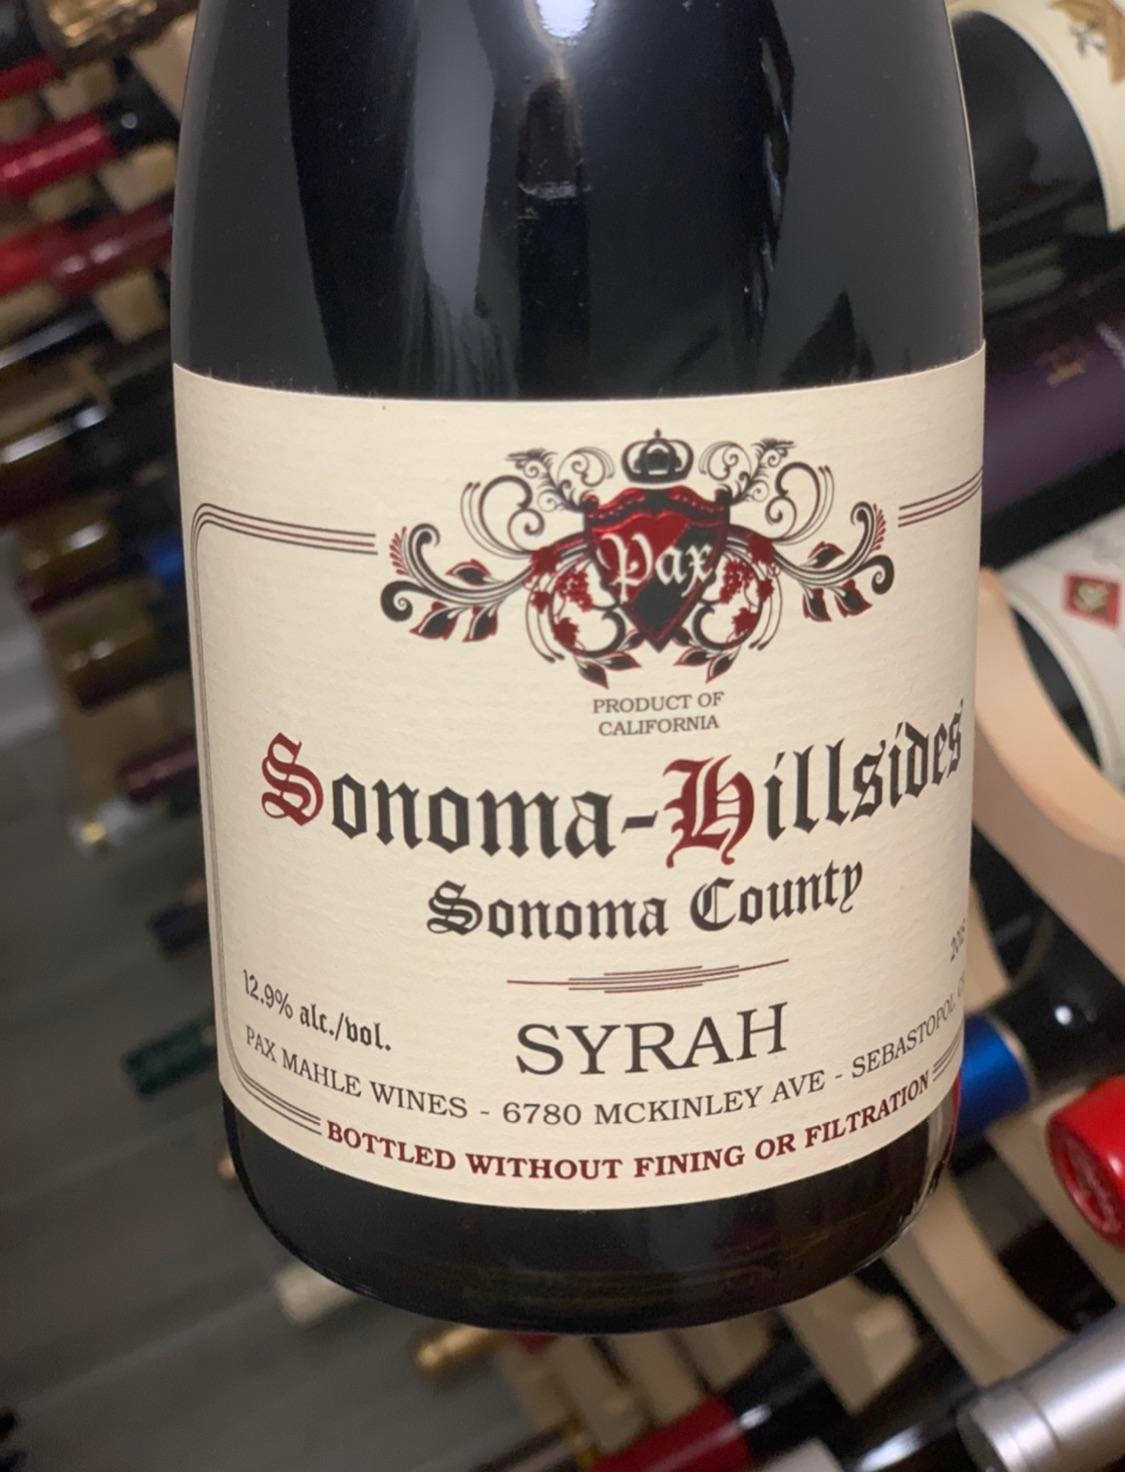 Pax
PRODUCT OF
CALIFORNIA
Sonoma-Hillsides
Sonoma County
12.9% alc./vol.
SYRAH
PAX MAHLE WINES - 6780 MCKINLEY AVE - SEBASTOPOL
BOTTLED WITHOUT FINING OR FILTRATION